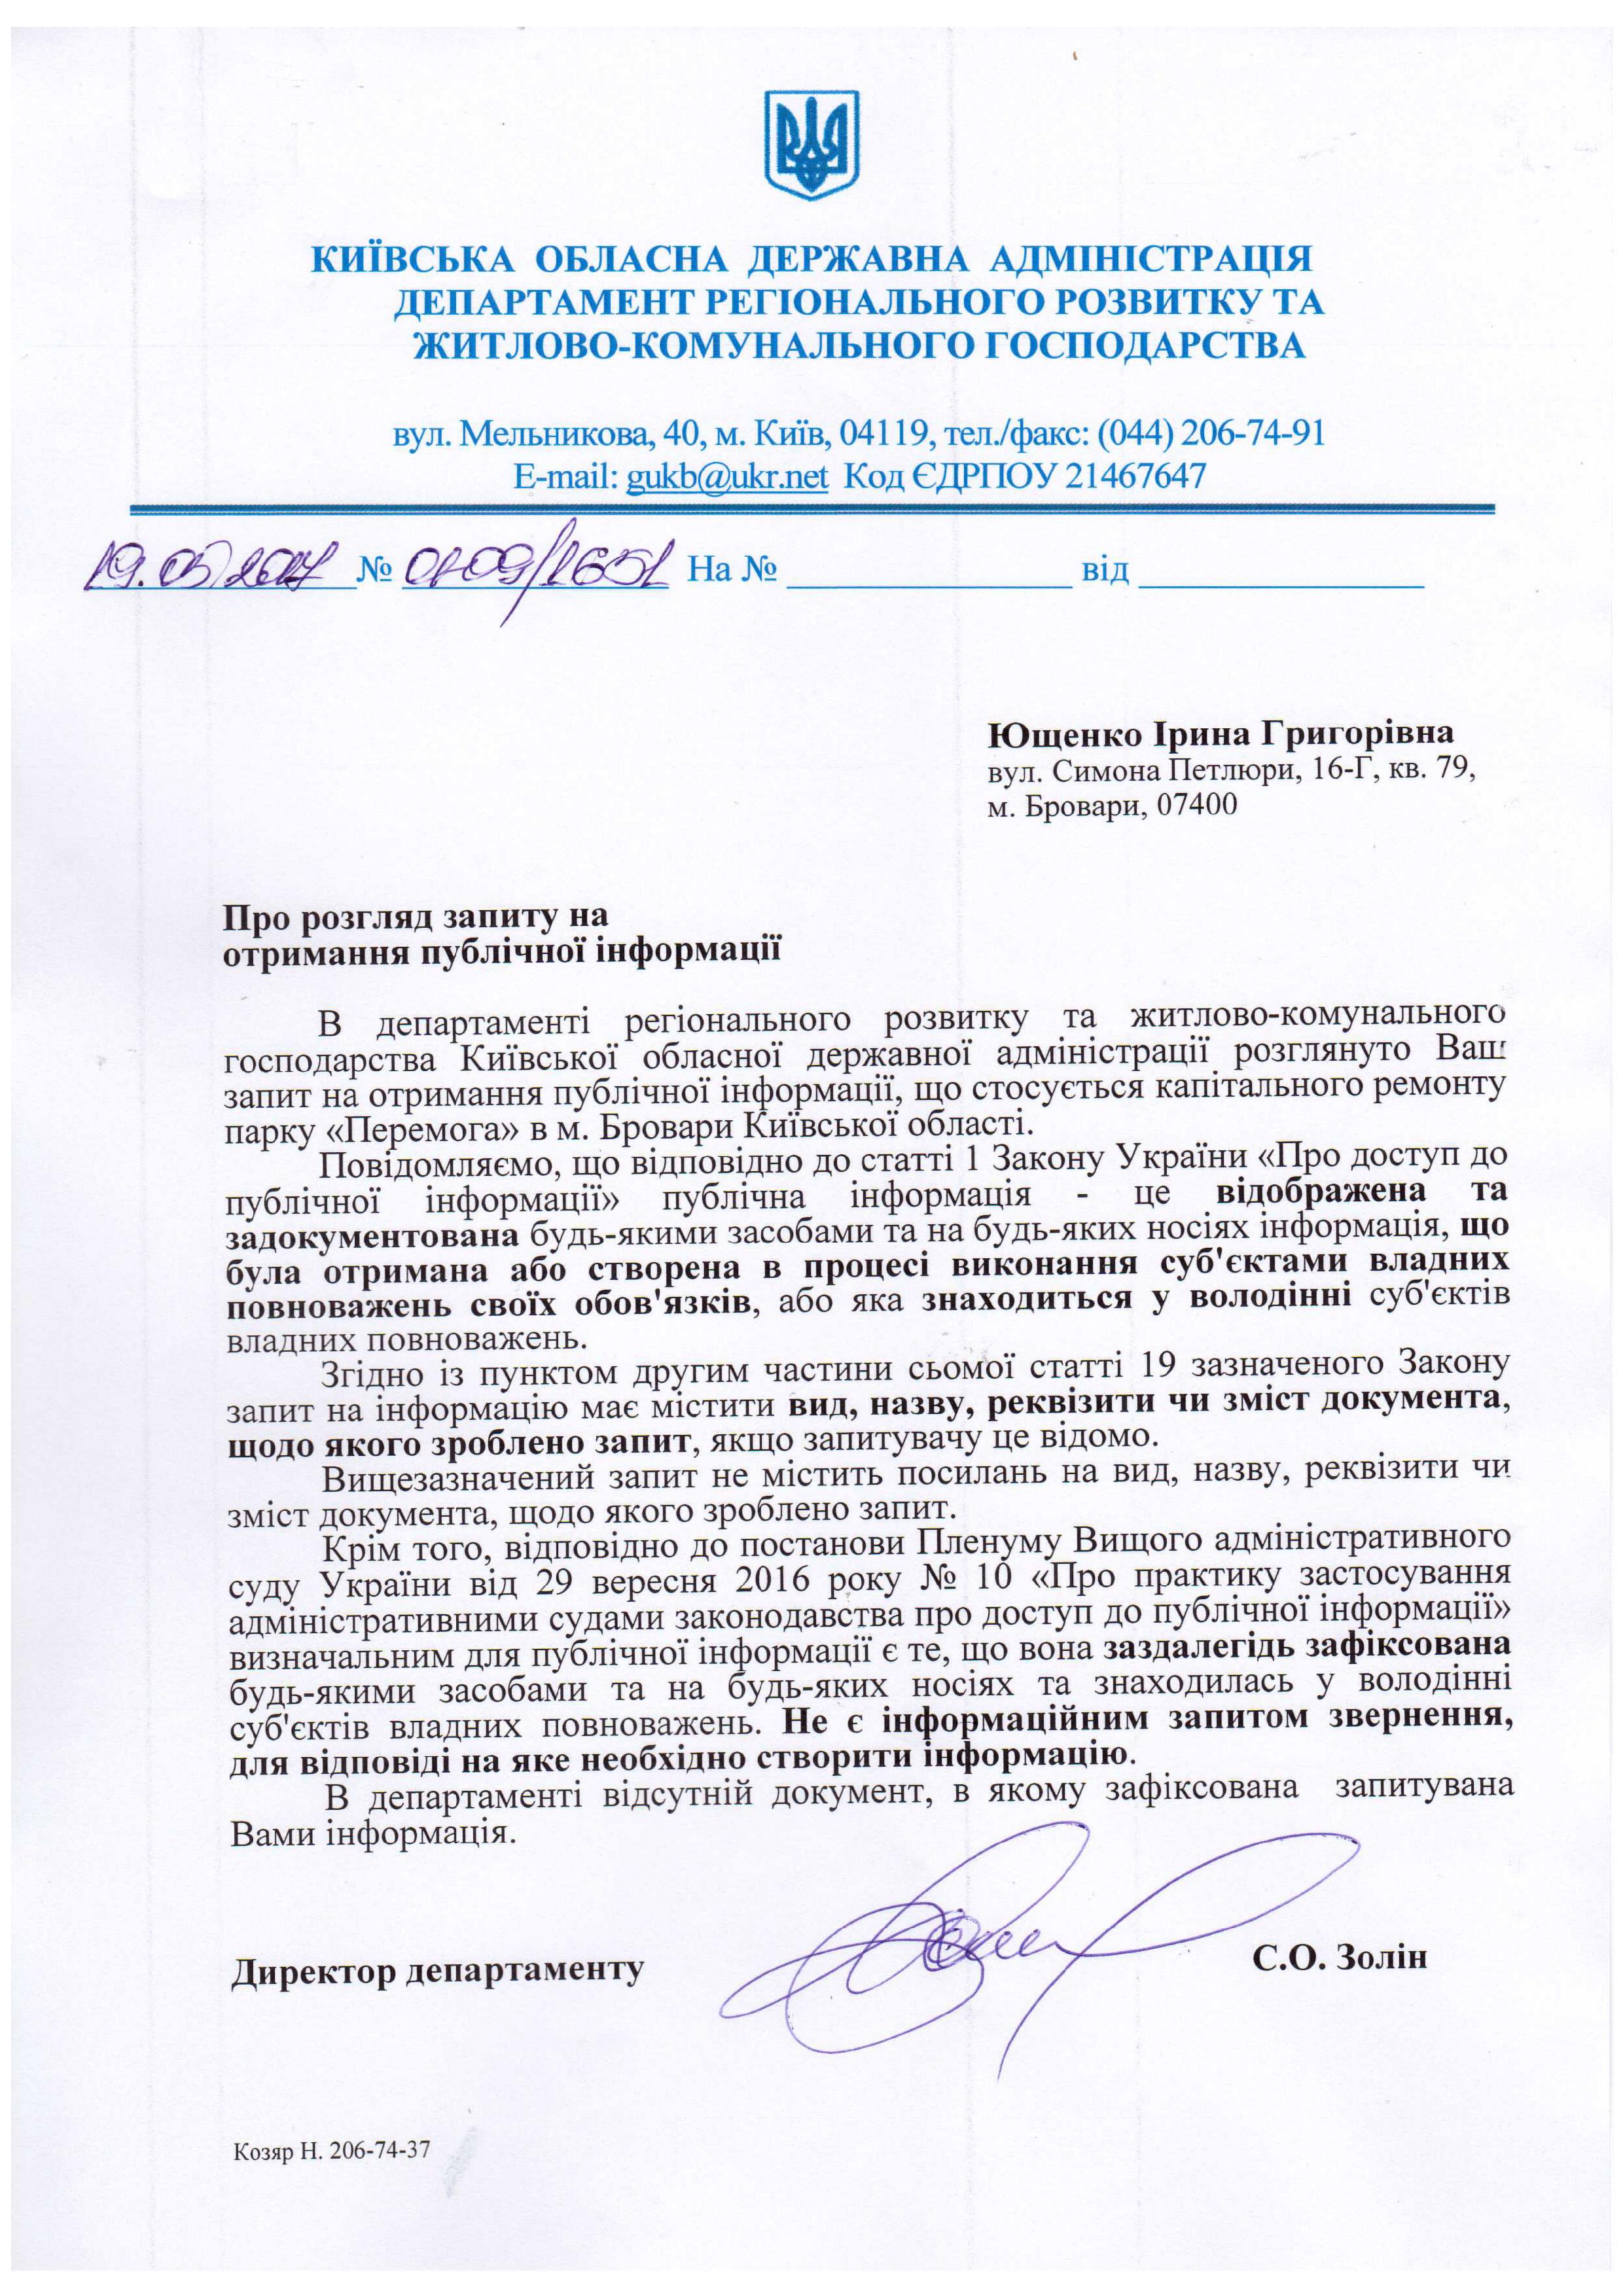 КИЇВСЬКА ОБЛАСНА ДЕРЖАВНА АДМІНІСТРАЦІЯ
ДЕПАРТАМЕНТ РЕГІОНАЛЬНОГО РОЗВИТКУ ТА
ЖИТЛОВО-КОМУНАЛЬНОГО ГОСПОДАРСТВА
вул. Мельникова, 40, м. Київ, 04119, тел./факс: (044) 206-74-91
E-mail: gukb@ukr.net Код ЄДРПОУ 21467647
19.05.2017 № 01-09/1651 На № від
Ющенко Ірина Григорівна
вул. Симона Петлюри, 16-Г, кв. 79,
м. Бровари, 07400
Про розгляд запиту на
отримання публічної інформації
В департаменті регіонального розвитку та житлово-комунального
господарства Київської обласної державної адміністрації розглянуто Ваш
запит на отримання публічної інформації, що стосується капітального ремонту
парку «Перемога» в м. Бровари Київської області.
Повідомляємо, що відповідно до статті 1 Закону України «Про доступ до
публічної інформації» публічна інформація - це відображена та
задокументована будь-якими засобами та на будь-яких носіях інформація, що
була отримана або створена в процесі виконання суб'єктами владних
повноважень своїх обов'язків, або яка знаходиться у володінні суб'єктів
владних повноважень.
Згідно із пунктом другим частини сьомої статті 19 зазначеного Закону
запит на інформацію має містити вид, назву, реквізити чи зміст документа,
щодо якого зроблено запит, якщо запитувачу це відомо.
Вищезазначений запит не містить посилань на вид, назву, реквізити чи
зміст документа, щодо якого зроблено запит.
Крім того, відповідно до постанови Пленуму Вищого адміністративного
суду України від 29 вересня 2016 року № 10 «Про практику застосування
адміністративними судами законодавства про доступ до публічної інформації»
визначальним для публічної інформації є те, що вона заздалегідь зафіксована
будь-якими засобами та на будь-яких носіях та знаходилась у володінні
суб'єктів владних повноважень. Не є інформаційним запитом звернення,
для відповіді на яке необхідно створити інформацію.
В департаменті відсутній документ, в якому зафіксована запитувана
Вами інформація.
Директор департаменту С.О. Золін
Козяр Н. 206-74-37